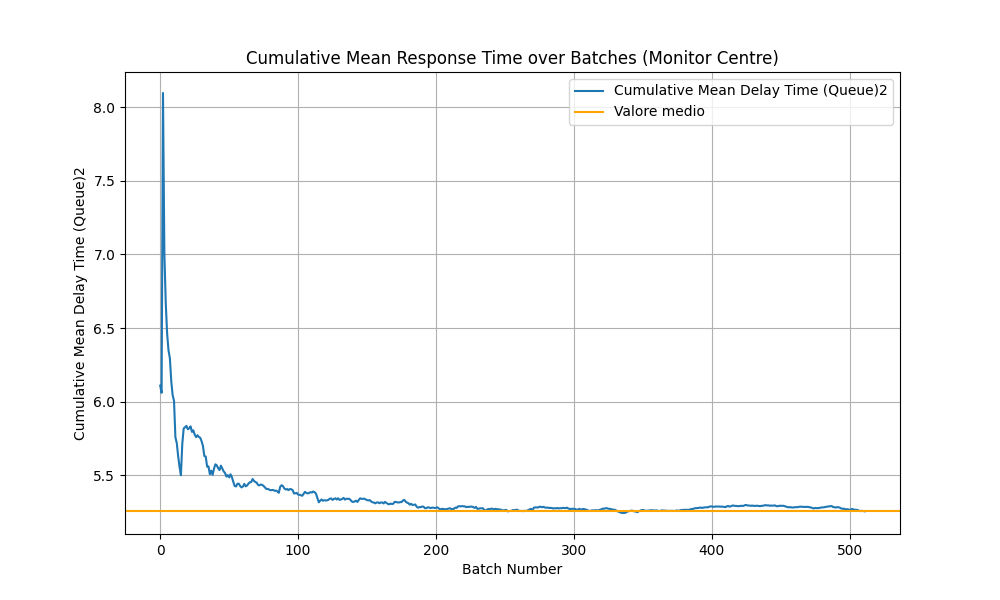 Cumulative Mean Response Time over Batches (Monitor Centre)
Cumulative Mean Delay Time (Queue)2
Valore medio
Cumulative Mean Delay Time (Queue)2
8.0
7.5
7.0
6.5
6.0
5.5
0 100 200 300 400 500
Batch Number